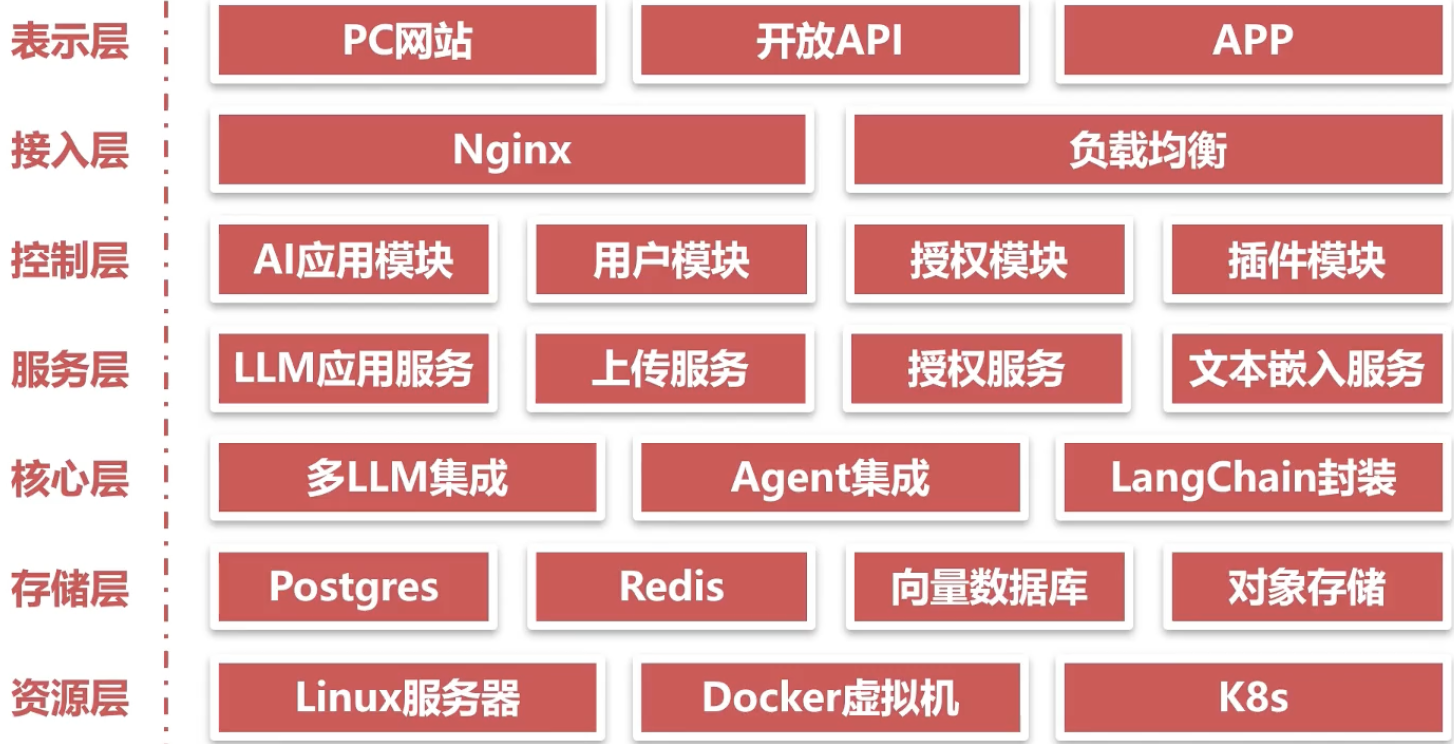 表示层 PC网站 开放API APP
接入层 Nginx 负载均衡
控制层 AI应用模块 用户模块 授权模块 插件模块
服务层 LLM应用服务 上传服务 授权服务 文本嵌入服务
核心层 多LLM集成 Agent集成 LangChain封装
存储层 Postgres Redis 向量数据库 对象存储
资源层 Linux服务器 Docker虚拟机 K8s